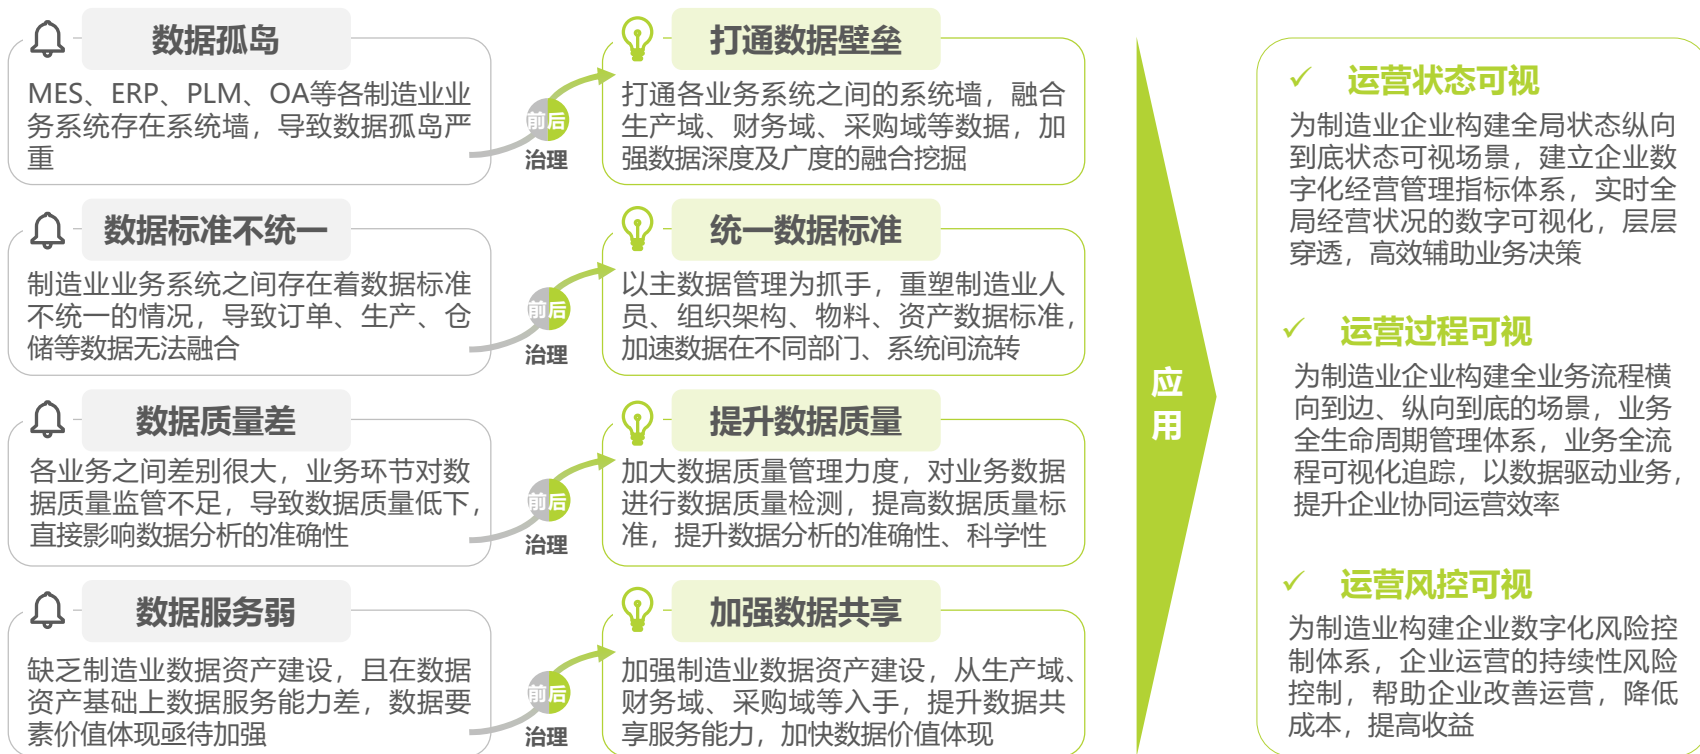 数据孤岛
MES、ERP、PLM、OA等各制造业业
务系统存在系统墙，导致数据孤岛严
重
前后
治理
打通数据壁垒
打通各业务系统之间的系统墙，融合
生产域、财务域、采购域等数据，加
强数据深度及广度的融合挖掘
数据标准不统一
制造业业务系统之间存在着数据标准
不统一的情况，导致订单、生产、仓
储等数据无法融合
前后
治理
统一数据标准
以主数据管理为抓手，重塑制造业人
员、组织架构、物料、资产数据标准，
加速数据在不同部门、系统间流转
数据质量差
各业务之间差别很大，业务环节对数
据质量监管不足，导致数据质量低下，
直接影响数据分析的准确性
前后
治理
提升数据质量
加大数据质量管理力度，对业务数据
进行数据质量检测，提高数据质量标
准，提升数据分析的准确性、科学性
数据服务弱
缺乏制造业数据资产建设，且在数据
资产基础上数据服务能力差，数据要
素价值体现亟待加强
前后
治理
加强数据共享
加强制造业数据资产建设，从生产域、
财务域、采购域等入手，提升数据共
享服务能力，加快数据价值体现
应
用
✓ 运营状态可视
为制造业企业构建全局状态纵向
到底状态可视场景，建立企业数
字化经营管理指标体系，实时全
局经营状况的数字可视化，层层
穿透，高效辅助业务决策
✓ 运营过程可视
为制造业企业构建全业务流程横
向到边、纵向到底的场景，业务
全生命周期管理体系，业务全流
程可视化追踪，以数据驱动业务，
提升企业协同运营效率
✓ 运营风控可视
为制造业构建企业数字化风险控
制体系，企业运营的持续性风险
控制，帮助企业改善运营，降低
成本，提高收益